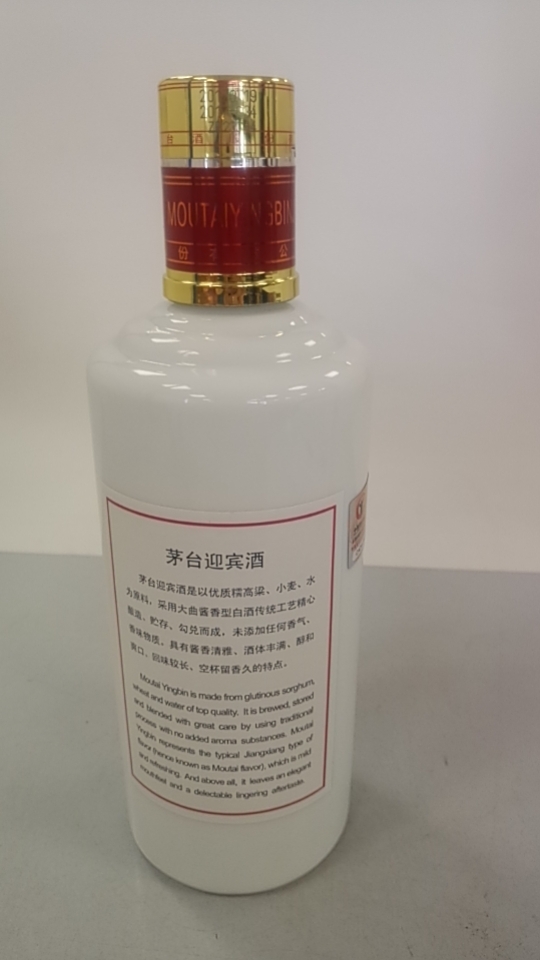 台 酒
MOUTAIY NGBIN
份 公
茅台迎宾酒
茅台迎宾酒是以优质糯高粱、小麦、水
为原料，采用大曲酱香型白酒传统工艺精心
酿造、贮存、勾兑而成，未添加任何香气、
香味物质，具有酱香清雅、酒体丰满、醇和
爽口、回味较长、空杯留香久的特点。
Moutai Yingbin is made from glutinous sorghum,
wheat and water of top quality. It is brewed, stored
and blended with great care by using traditional
process with no added aroma substances. Moutai
Yingbin represents the typical Jiangxiang type of
flavor (hence known as Moutai flavor), which is mild
and refreshing. And above all, it leaves an elegant
mouthfeel and a delectable lingering aftertaste.